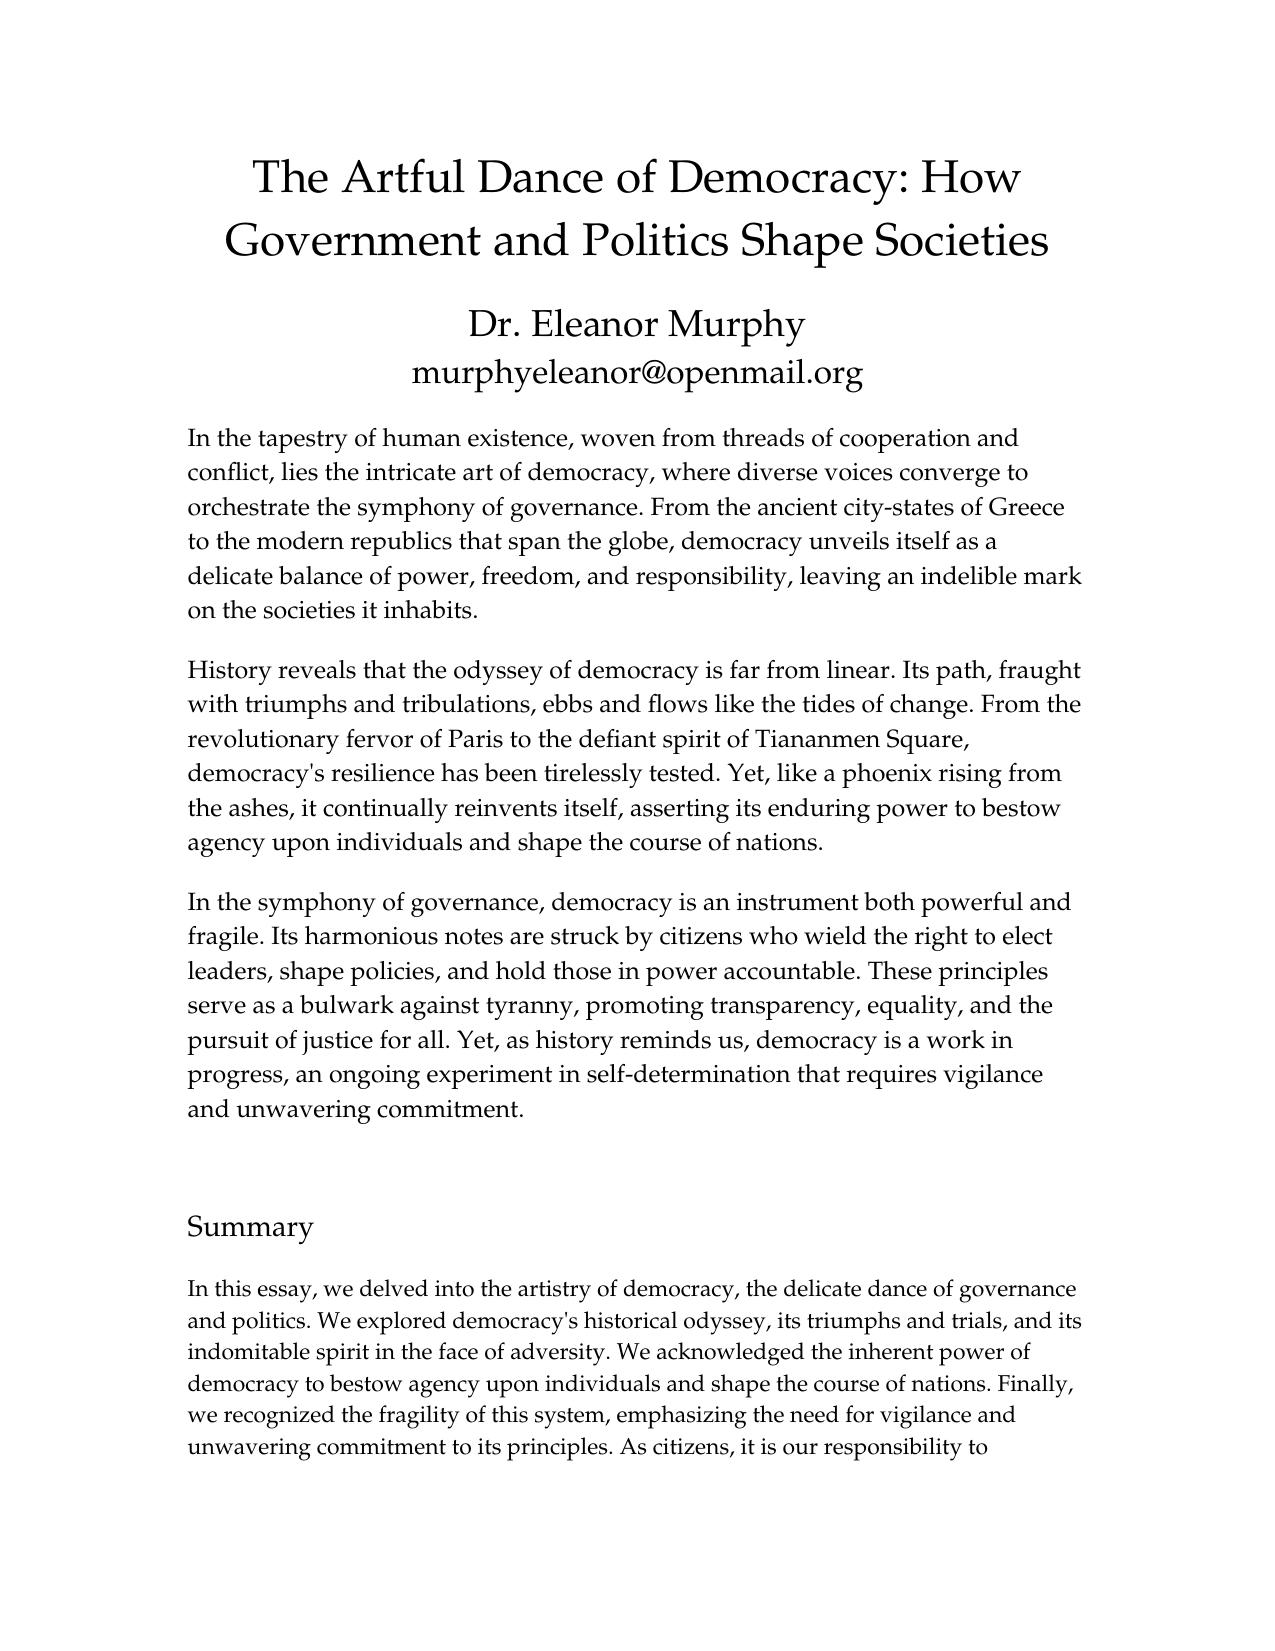 The Artful Dance of Democracy: How
Government and Politics Shape Societies
Dr. Eleanor Murphy
murphyeleanor@openmail.org
In the tapestry of human existence, woven from threads of cooperation and
conflict, lies the intricate art of democracy, where diverse voices converge to
orchestrate the symphony of governance. From the ancient city-states of Greece
to the modern republics that span the globe, democracy unveils itself as a
delicate balance of power, freedom, and responsibility, leaving an indelible mark
on the societies it inhabits.
History reveals that the odyssey of democracy is far from linear. Its path, fraught
with triumphs and tribulations, ebbs and flows like the tides of change. From the
revolutionary fervor of Paris to the defiant spirit of Tiananmen Square,
democracy's resilience has been tirelessly tested. Yet, like a phoenix rising from
the ashes, it continually reinvents itself, asserting its enduring power to bestow
agency upon individuals and shape the course of nations.
In the symphony of governance, democracy is an instrument both powerful and
fragile. Its harmonious notes are struck by citizens who wield the right to elect
leaders, shape policies, and hold those in power accountable. These principles
serve as a bulwark against tyranny, promoting transparency, equality, and the
pursuit of justice for all. Yet, as history reminds us, democracy is a work in
progress, an ongoing experiment in self-determination that requires vigilance
and unwavering commitment.
Summary
In this essay, we delved into the artistry of democracy, the delicate dance of governance
and politics. We explored democracy's historical odyssey, its triumphs and trials, and its
indomitable spirit in the face of adversity. We acknowledged the inherent power of
democracy to bestow agency upon individuals and shape the course of nations. Finally,
we recognized the fragility of this system, emphasizing the need for vigilance and
unwavering commitment to its principles. As citizens, it is our responsibility to